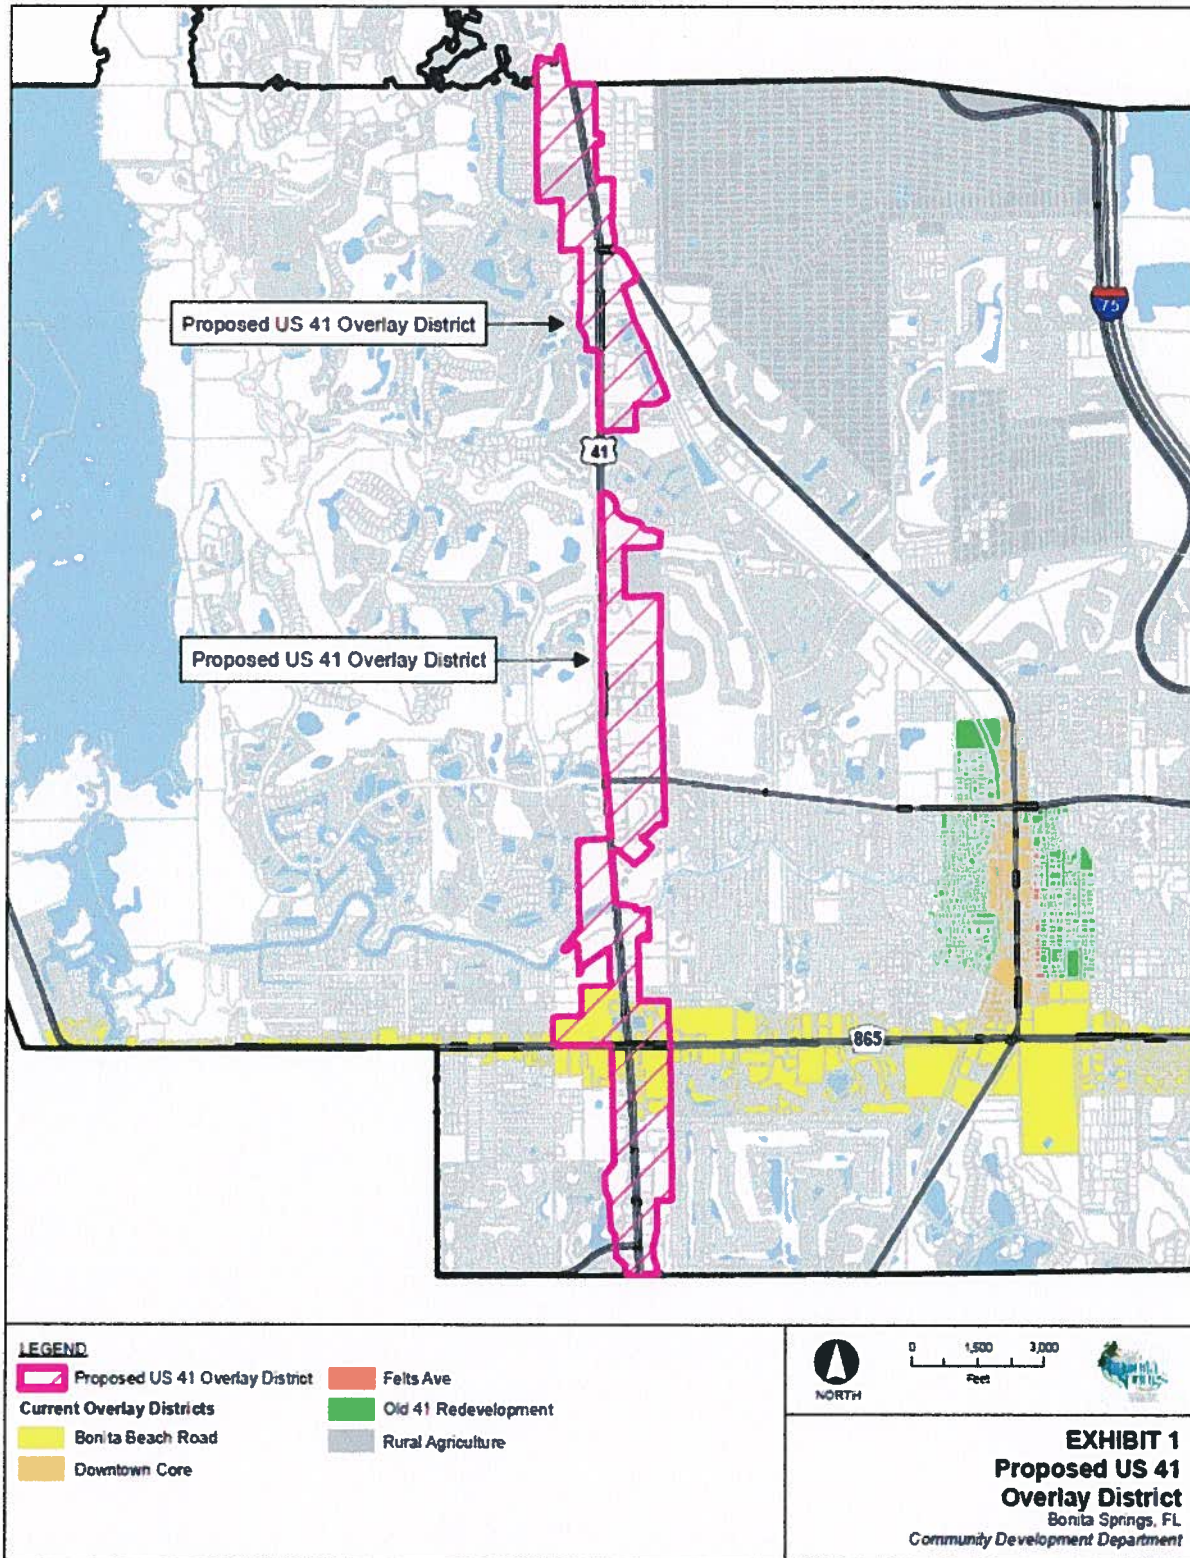 75
Proposed US 41 Overlay District
41
Proposed US 41 Overlay District
865
LEGEND
Proposed US 41 Overlay District
Current Overlay Districts
Bonita Beach Road
Downtown Core
Felts Ave
Old 41 Redevelopment
Rural Agriculture
NORTH
0 1,500 3,000
Feet
EXHIBIT 1
Proposed US 41
Overlay District
Bonita Springs, FL
Community Development Department